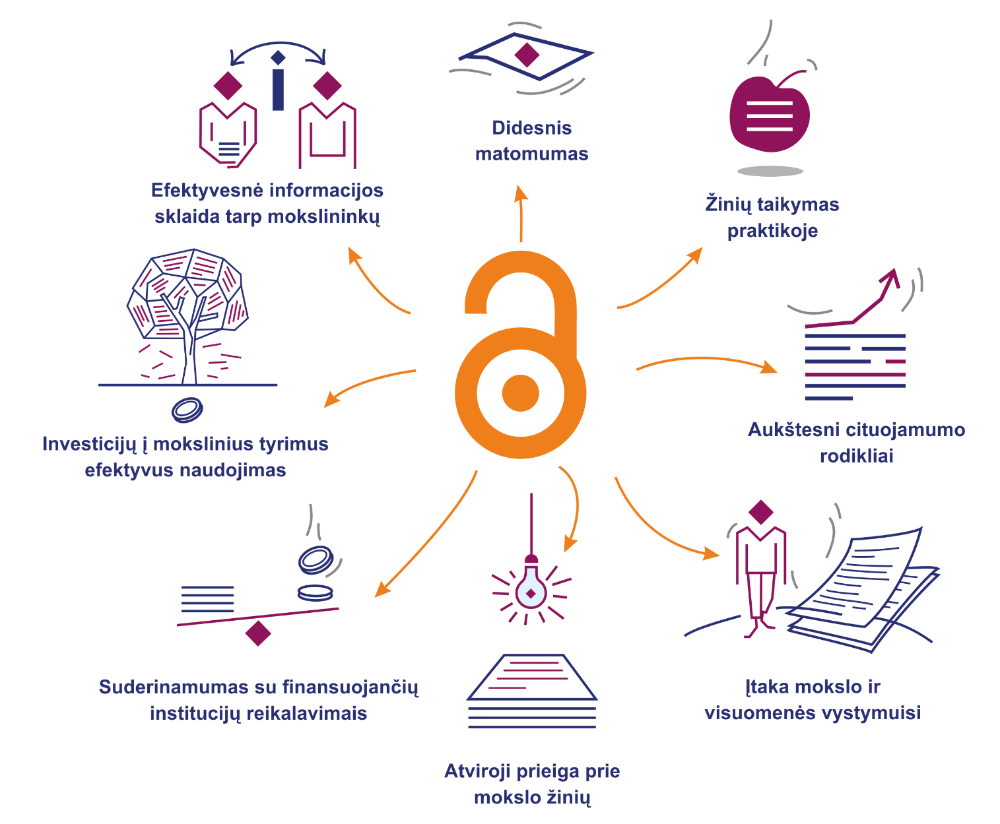 Didesnis
matomumas
Efektyvesnė informacijos
sklaida tarp mokslininkų
Žinių taikymas
praktikoje
Aukštesni cituojamumo
rodikliai
Investicijų į mokslinius tyrimus
efektyvus naudojimas
Suderinamumas su finansuojančių
institucijų reikalavimais
Įtaka mokslo ir
visuomenės vystymuisi
Atviroji prieiga prie
mokslo žinių